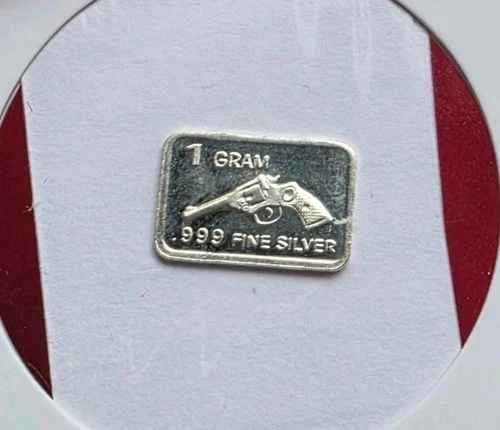 1 GRAM
.999 FINE SILVER